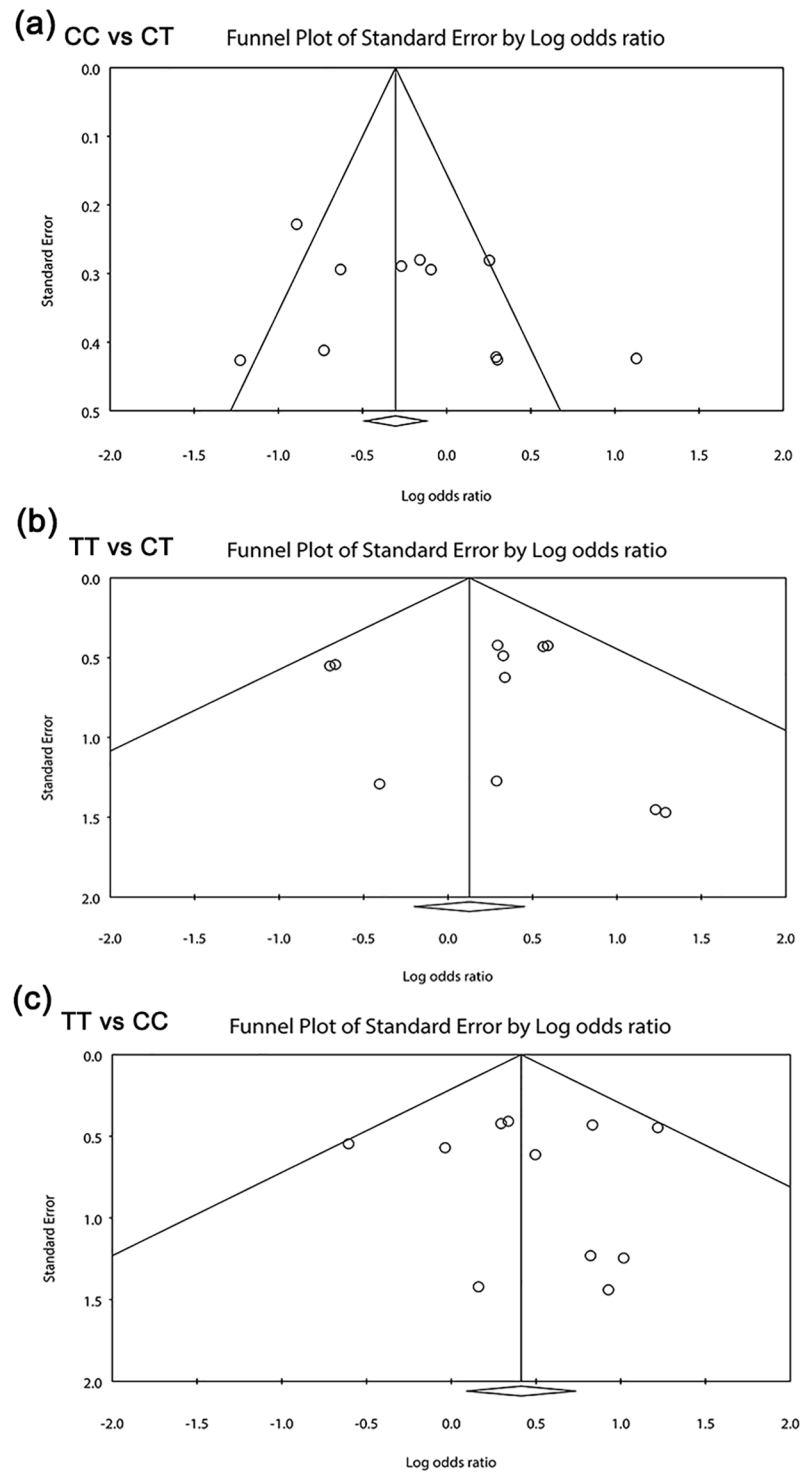 (a) CC vs CT Funnel Plot of Standard Error by Log odds ratio
0.0
0.1
0.2
0.3
0.4
0.5
Standard Error
-2.0 -1.5 -1.0 -0.5 0.0 0.5 1.0 1.5 2.0
Log odds ratio
(b) TT vs CT Funnel Plot of Standard Error by Log odds ratio
0.0
0.5
1.0
1.5
2.0
Standard Error
-2.0 -1.5 -1.0 -0.5 0.0 0.5 1.0 1.5 2.0
Log odds ratio
(c) TT vs CC Funnel Plot of Standard Error by Log odds ratio
0.0
0.5
1.0
1.5
2.0
Standard Error
-2.0 -1.5 -1.0 -0.5 0.0 0.5 1.0 1.5 2.0
Log odds ratio